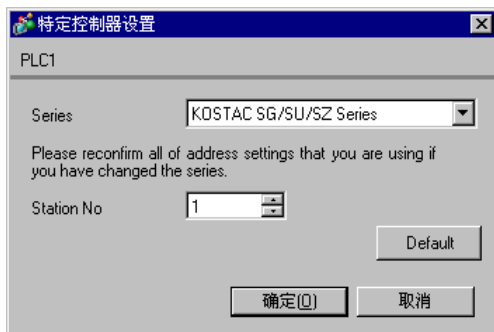 特定控制器设置
PLC1
Series
KOSTAC SG/SU/SZ Series
Please reconfirm all of address settings that you are using if
you have changed the series.
Station No
1
Default
确定(O)
取消